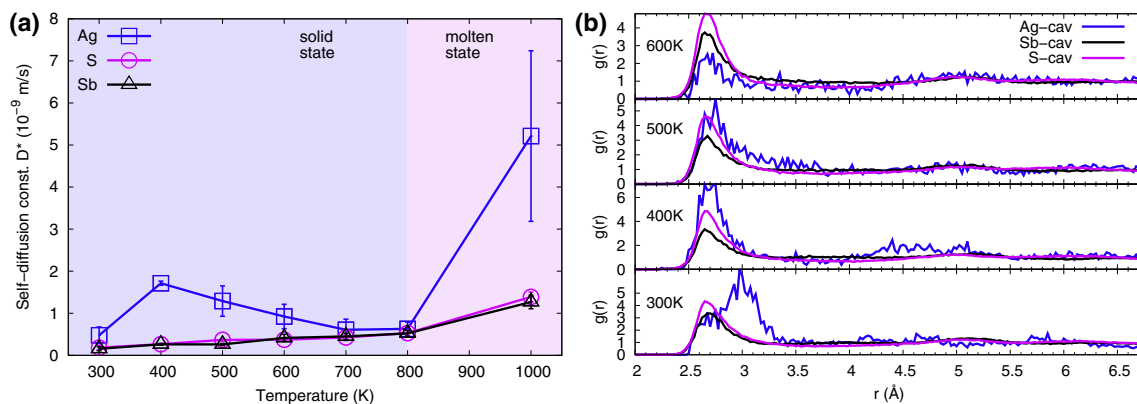 (a)
Ag
S
Sb
solid state
molten state
Self−diffusion const. D* (10⁻⁹ m/s)
8
7
6
5
4
3
2
1
0
300 400 500 600 700 800 900 1000
Temperature (K)
(b)
Ag−cav
Sb−cav
S−cav
600K
g(r)
4
3
2
1
0
500K
g(r)
5
4
3
2
1
0
400K
g(r)
6
4
2
0
300K
g(r)
5
4
3
2
1
0
2 2.5 3 3.5 4 4.5 5 5.5 6 6.5
r (Å)